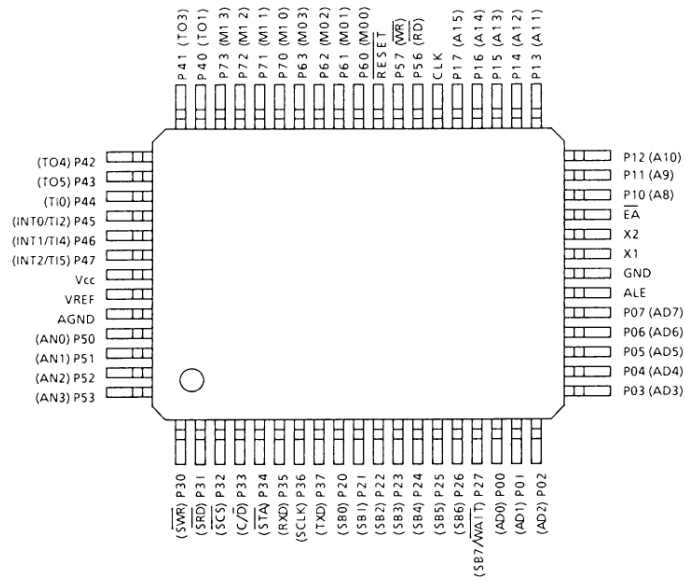 P41 (TO3)
P40 (TO1)
P73 (M13)
P72 (M12)
P71 (M11)
P70 (M10)
P63 (M03)
P62 (M02)
P61 (M01)
P60 (M00)
RESET
P57 (WR)
P56 (RD)
CLK
P17 (A15)
P16 (A14)
P15 (A13)
P14 (A12)
P13 (A11)
(TO4) P42
(TO5) P43
(Ti0) P44
(INT0/Ti2) P45
(INT1/TI4) P46
(INT2/TI5) P47
Vcc
VREF
AGND
(AN0) P50
(AN1) P51
(AN2) P52
(AN3) P53
P12 (A10)
P11 (A9)
P10 (A8)
EA
X2
X1
GND
ALE
P07 (AD7)
P06 (AD6)
P05 (AD5)
P04 (AD4)
P03 (AD3)
(SWR) P30
(SRD) P31
(SCS) P32
(C/D) P33
(STA) P34
(RXD) P35
(SCLK) P36
(TXD) P37
(SB0) P20
(SB1) P21
(SB2) P22
(SB3) P23
(SB4) P24
(SB5) P25
(SB6) P26
(SB7/WAIT) P27
(AD0) P00
(AD1) P01
(AD2) P02